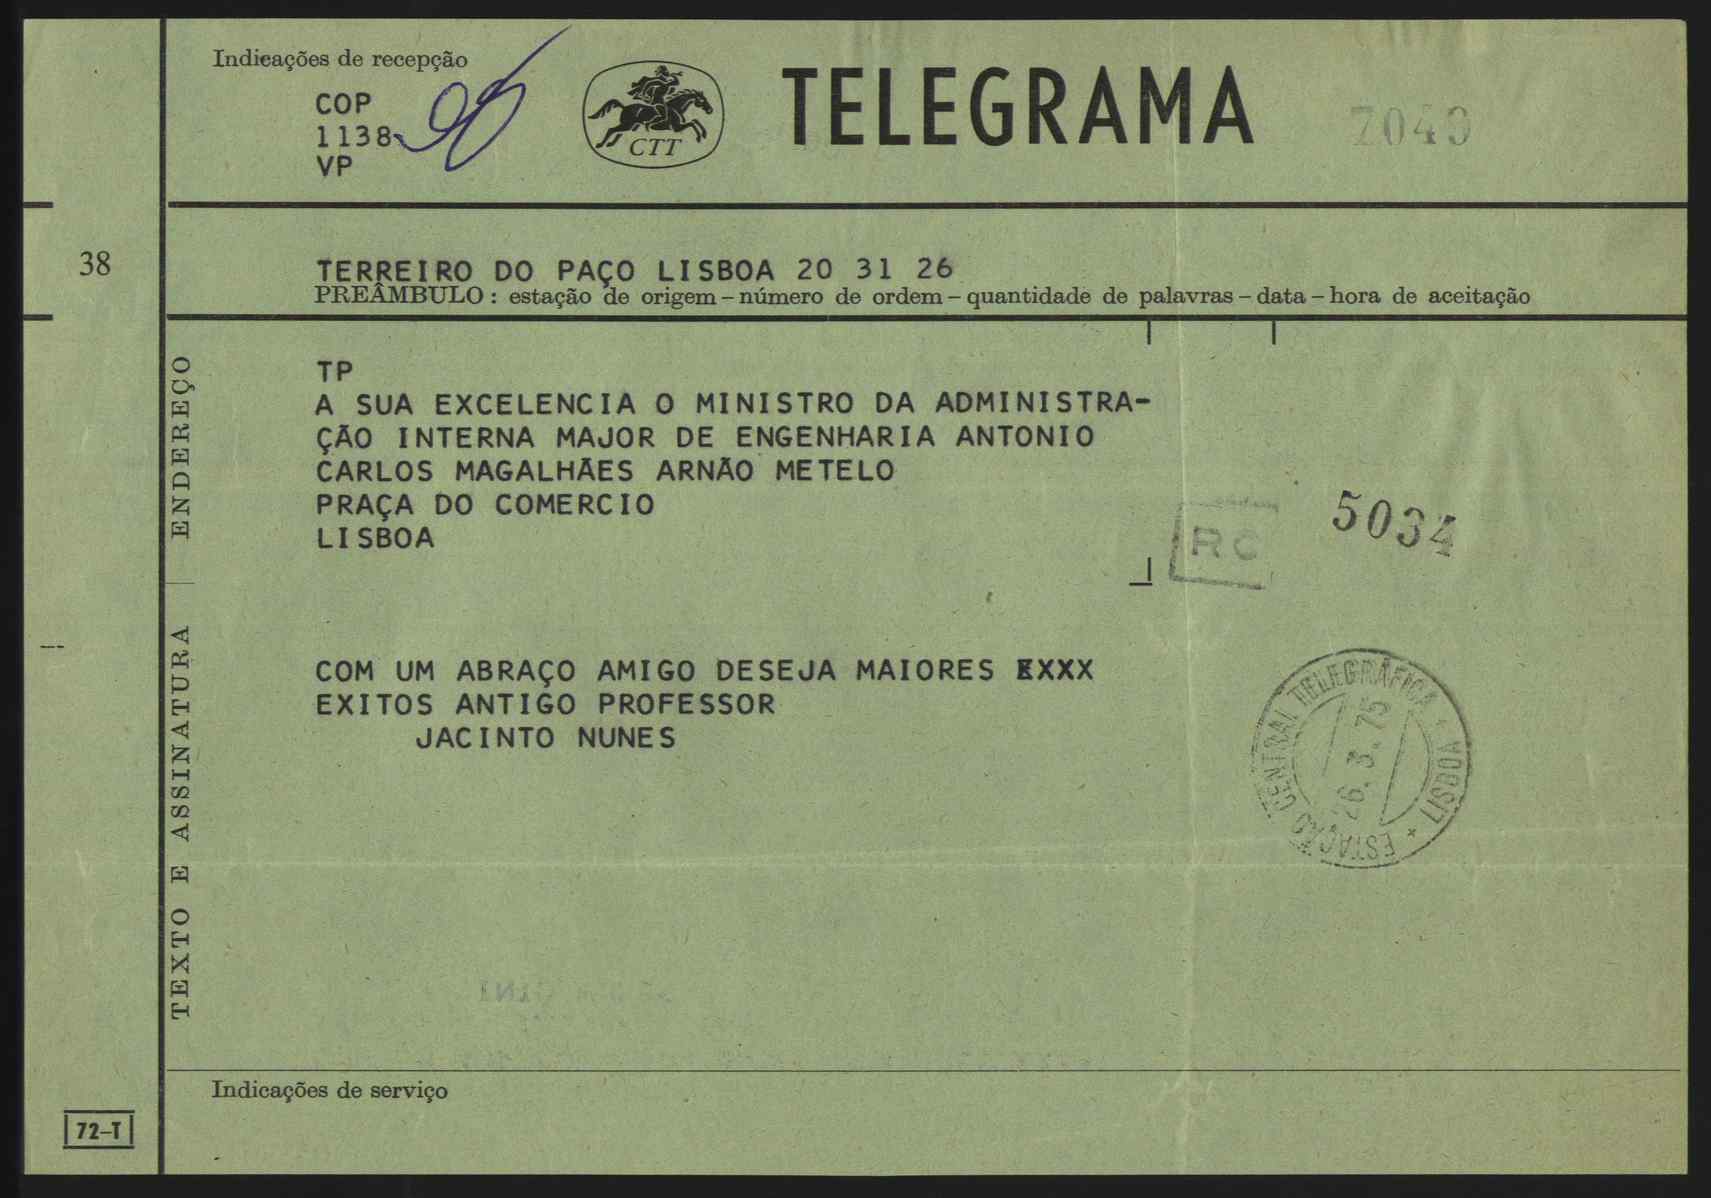 Indicações de recepção
COP
1138
VP
CTT
TELEGRAMA
7049
38
TERREIRO DO PAÇO LISBOA 20 31 26
PREÂMBULO : estação de origem – número de ordem – quantidade de palavras – data – hora de aceitação
ENDEREÇO
TP
A SUA EXCELENCIA O MINISTRO DA ADMINISTRA-
ÇÃO INTERNA MAJOR DE ENGENHARIA ANTONIO
CARLOS MAGALHÃES ARNÃO METELO
PRAÇA DO COMERCIO
LISBOA
RC
5034
TEXTO E ASSINATURA
COM UM ABRAÇO AMIGO DESEJA MAIORES EXXX
EXITOS ANTIGO PROFESSOR
JACINTO NUNES
ESTAÇÃO CENTRAL TELEGRÁFICA * LISBOA *
26.3.75
Indicações de serviço
72-T